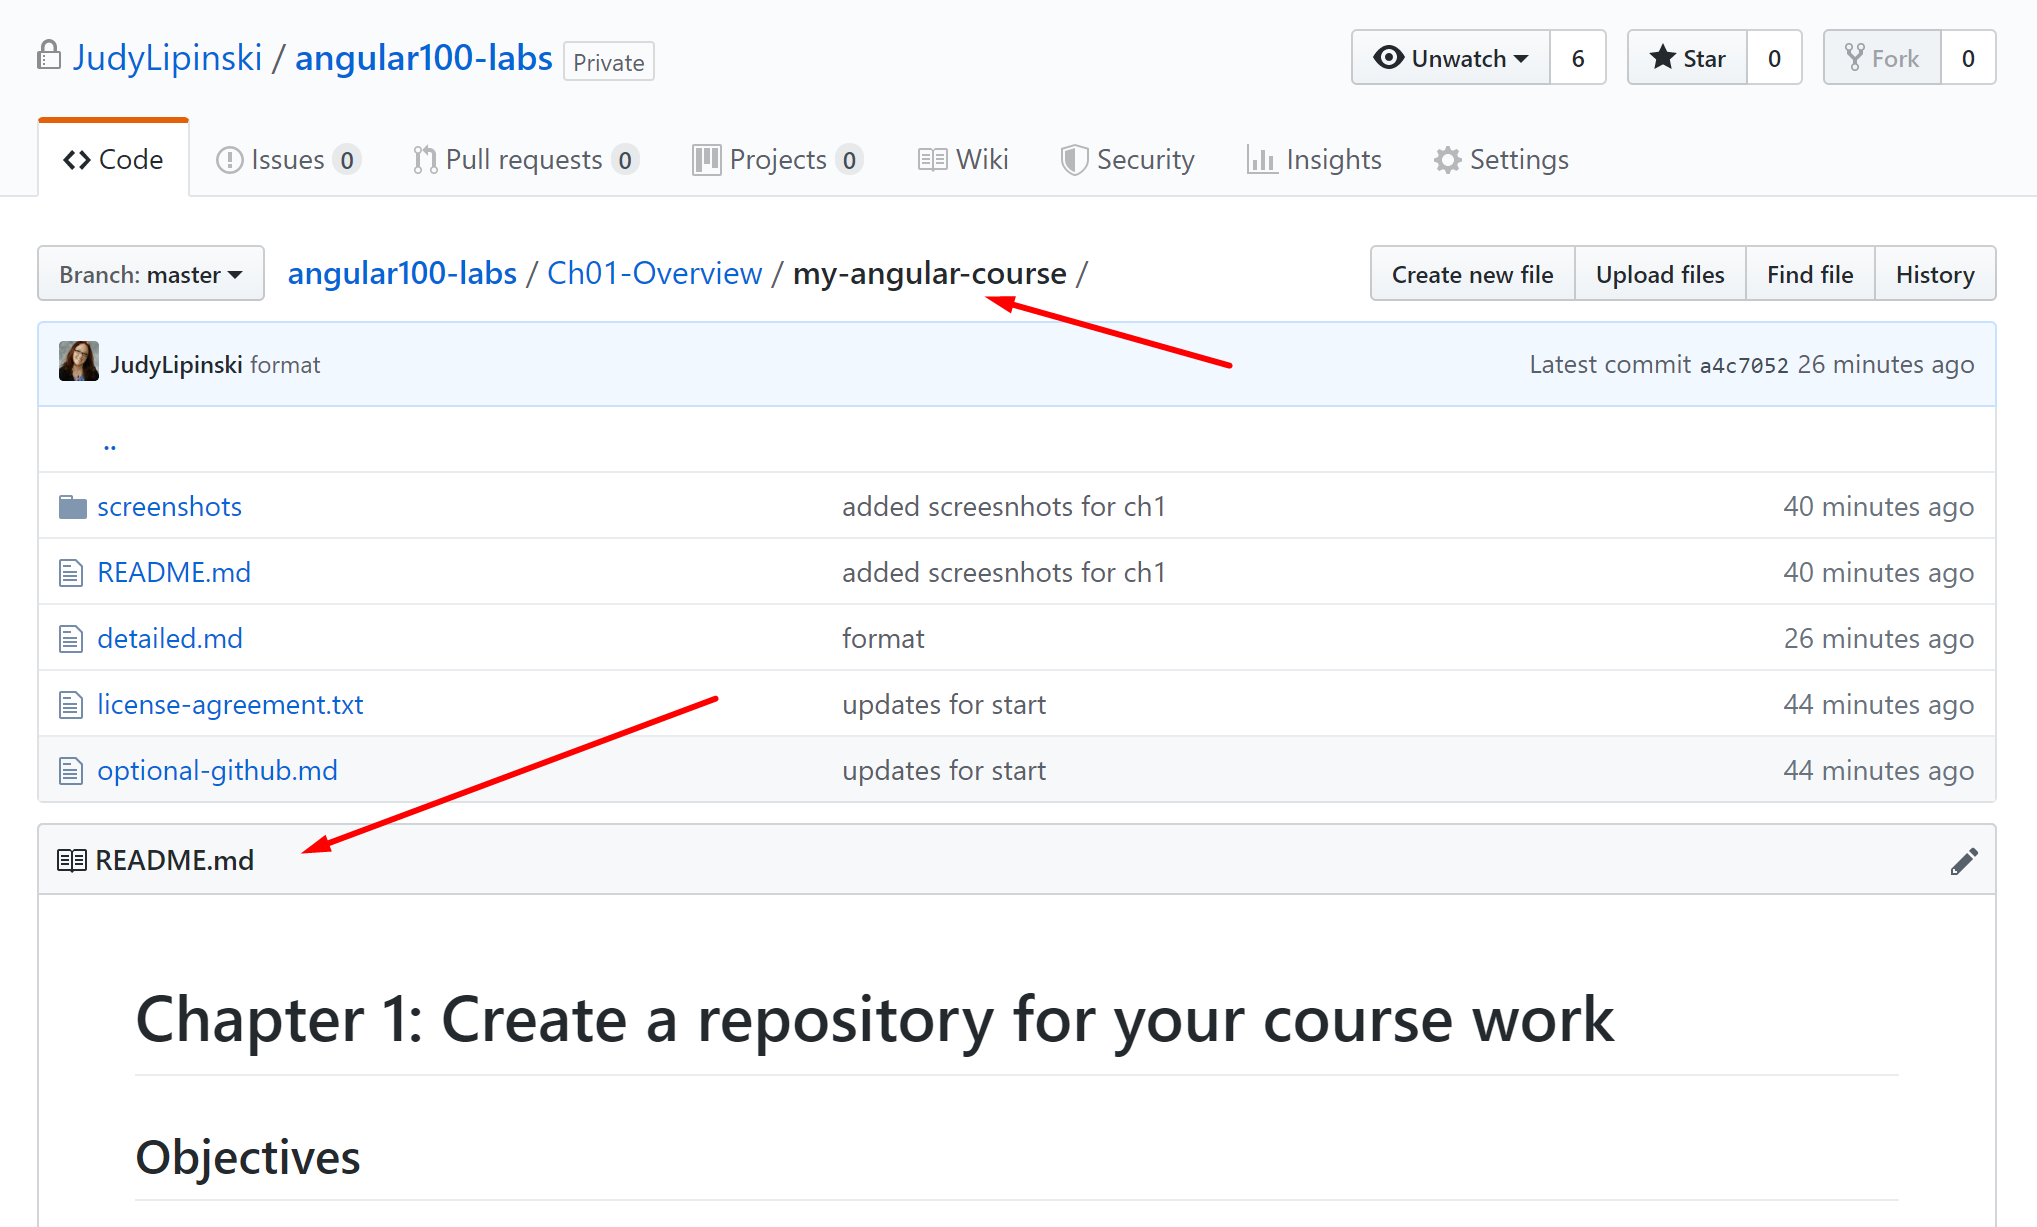 JudyLipinski / angular100-labs Private Unwatch 6 Star 0 Fork 0
Code Issues 0 Pull requests 0 Projects 0 Wiki Security Insights Settings
Branch: master angular100-labs / Ch01-Overview / my-angular-course / Create new file Upload files Find file History
JudyLipinski format Latest commit a4c7052 26 minutes ago
..
screenshots added screesnhots for ch1 40 minutes ago
README.md added screesnhots for ch1 40 minutes ago
detailed.md format 26 minutes ago
license-agreement.txt updates for start 44 minutes ago
optional-github.md updates for start 44 minutes ago
README.md
Chapter 1: Create a repository for your course work
Objectives